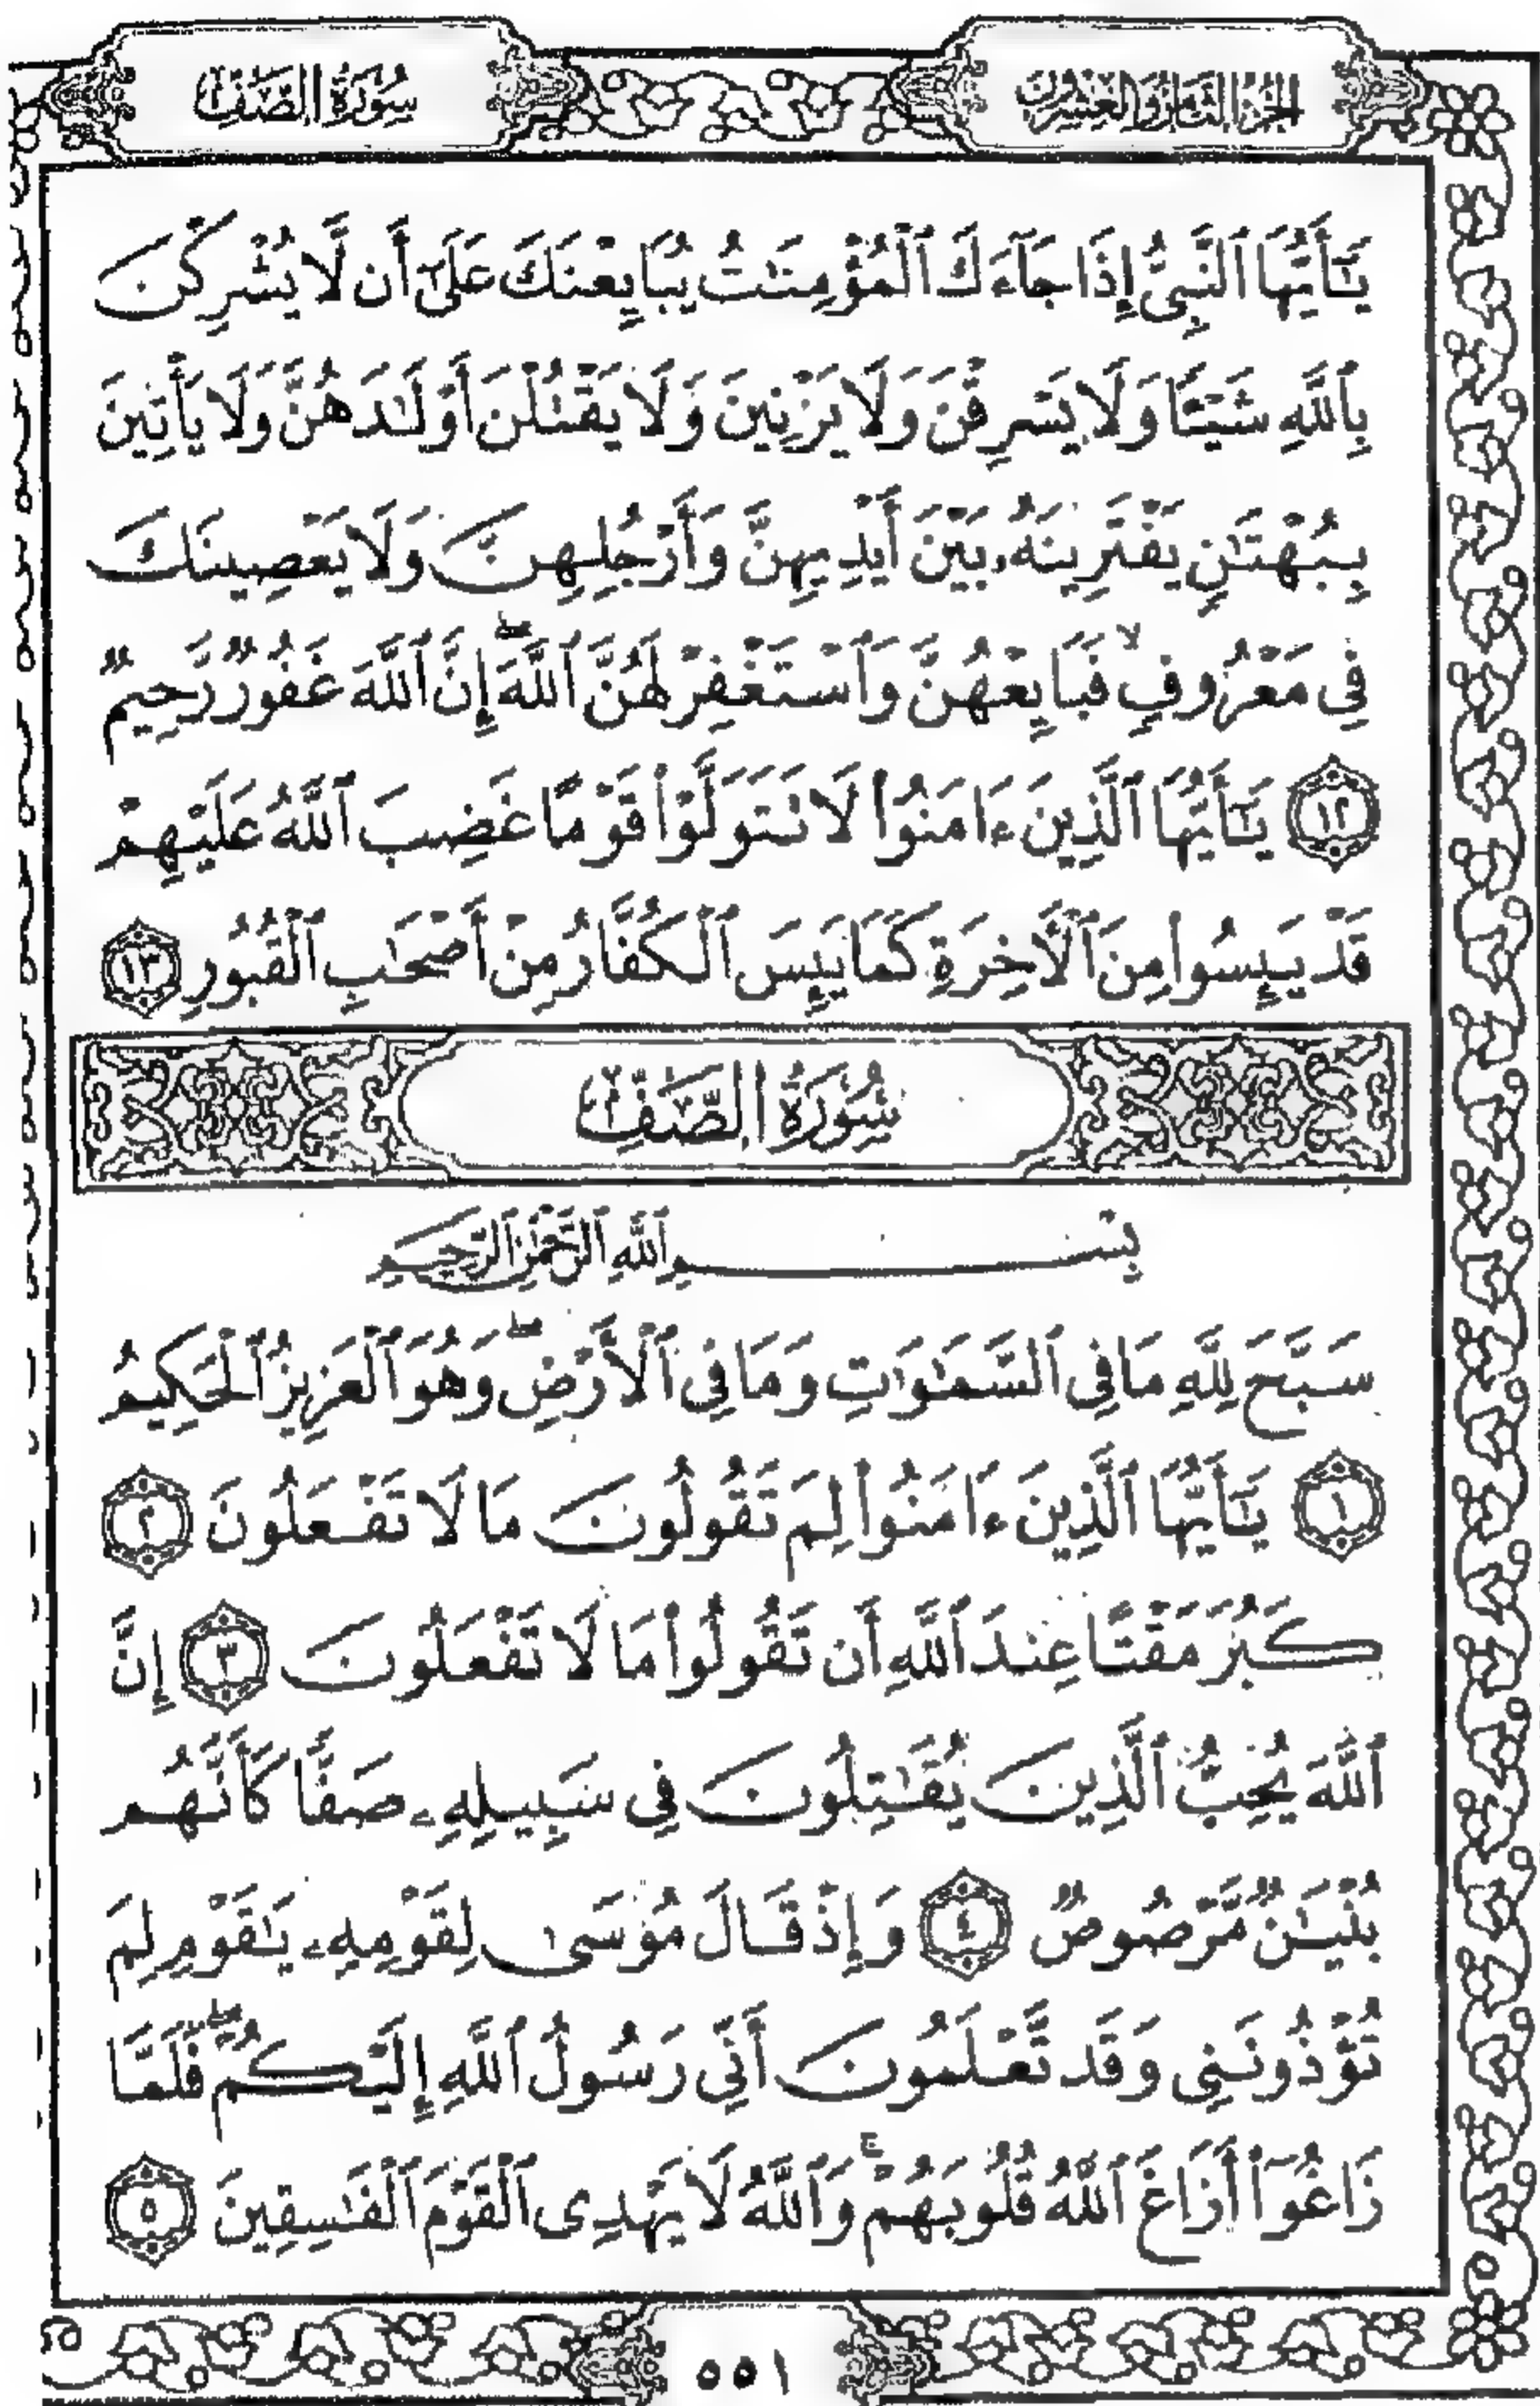 الجزء الثامن والعشرون
سورة الصف
يَـٰٓأَيُّهَا ٱلنَّبِىُّ إِذَا جَآءَكَ ٱلْمُؤْمِنَـٰتُ يُبَايِعْنَكَ عَلَىٰٓ أَن لَّا يُشْرِكْنَ
بِٱللَّهِ شَيْـًٔا وَلَا يَسْرِقْنَ وَلَا يَزْنِينَ وَلَا يَقْتُلْنَ أَوْلَـٰدَهُنَّ وَلَا يَأْتِينَ
بِبُهْتَـٰنٍ يَفْتَرِينَهُۥ بَيْنَ أَيْدِيهِنَّ وَأَرْجُلِهِنَّ وَلَا يَعْصِينَكَ
فِى مَعْرُوفٍ ۙ فَبَايِعْهُنَّ وَٱسْتَغْفِرْ لَهُنَّ ٱللَّهَ ۖ إِنَّ ٱللَّهَ غَفُورٌ رَّحِيمٌ
١٢ يَـٰٓأَيُّهَا ٱلَّذِينَ ءَامَنُوا۟ لَا تَتَوَلَّوْا۟ قَوْمًا غَضِبَ ٱللَّهُ عَلَيْهِمْ
قَدْ يَئِسُوا۟ مِنَ ٱلْـَٔاخِرَةِ كَمَا يَئِسَ ٱلْكُفَّارُ مِنْ أَصْحَـٰبِ ٱلْقُبُورِ ١٣
سُورَةُ الصَّفِّ
بِسْمِ ٱللَّهِ ٱلرَّحْمَـٰنِ ٱلرَّحِيمِ
سَبَّحَ لِلَّهِ مَا فِى ٱلسَّمَـٰوَٰتِ وَمَا فِى ٱلْأَرْضِ ۖ وَهُوَ ٱلْعَزِيزُ ٱلْحَكِيمُ
١ يَـٰٓأَيُّهَا ٱلَّذِينَ ءَامَنُوا۟ لِمَ تَقُولُونَ مَا لَا تَفْعَلُونَ ٢
كَبُرَ مَقْتًا عِندَ ٱللَّهِ أَن تَقُولُوا۟ مَا لَا تَفْعَلُونَ ٣ إِنَّ
ٱللَّهَ يُحِبُّ ٱلَّذِينَ يُقَـٰتِلُونَ فِى سَبِيلِهِۦ صَفًّا كَأَنَّهُم
بُنْيَـٰنٌ مَّرْصُوصٌ ٤ وَإِذْ قَالَ مُوسَىٰ لِقَوْمِهِۦ يَـٰقَوْمِ لِمَ
تُؤْذُونَنِى وَقَد تَّعْلَمُونَ أَنِّى رَسُولُ ٱللَّهِ إِلَيْكُمْ ۖ فَلَمَّا
زَاغُوٓا۟ أَزَاغَ ٱللَّهُ قُلُوبَهُمْ ۚ وَٱللَّهُ لَا يَهْدِى ٱلْقَوْمَ ٱلْفَـٰسِقِينَ ٥
٥٥١